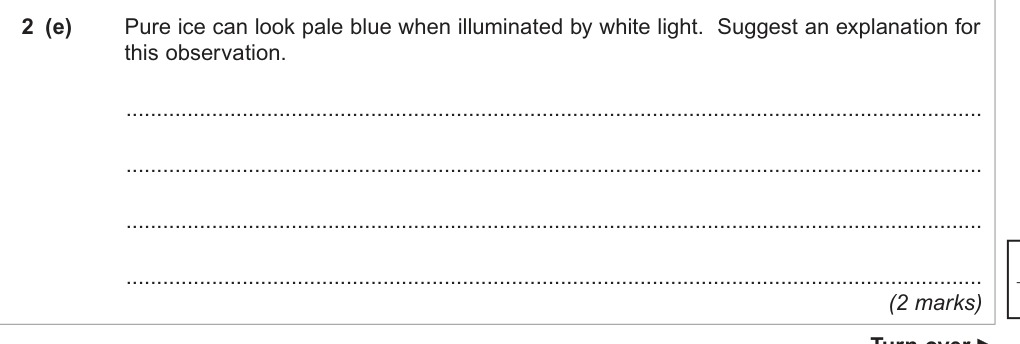 2 (e) Pure ice can look pale blue when illuminated by white light. Suggest an explanation for
this observation.
(2 marks)
Turn over ▶